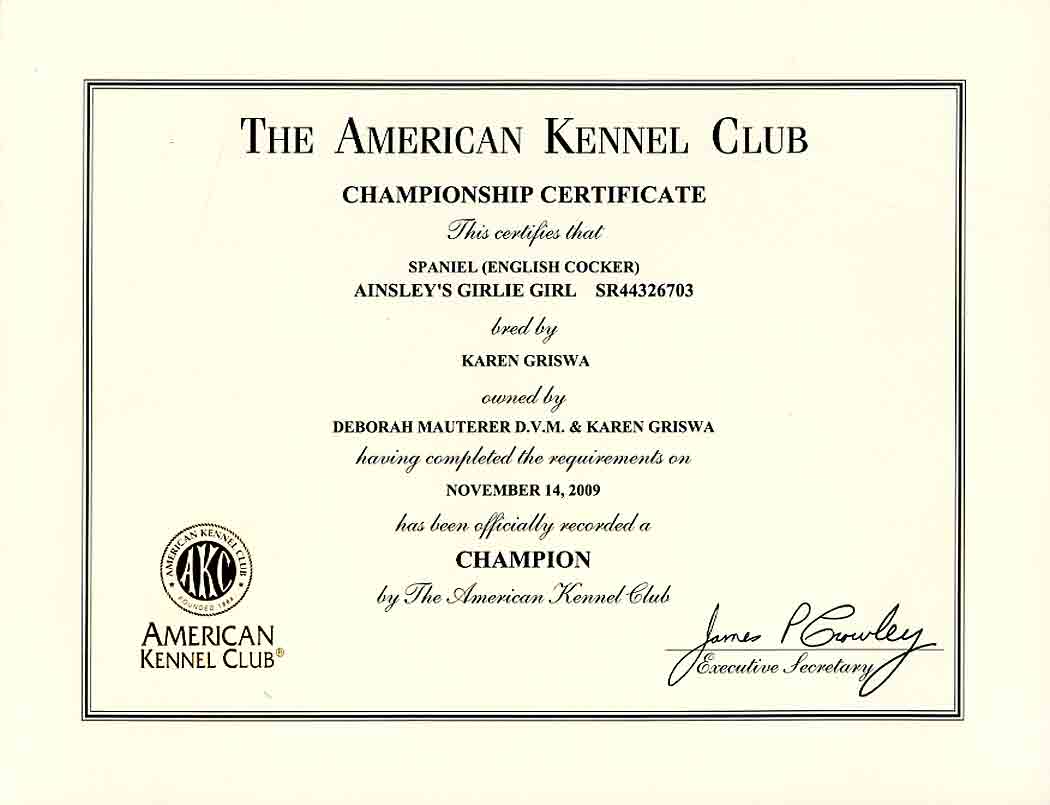 THE AMERICAN KENNEL CLUB
CHAMPIONSHIP CERTIFICATE
This certifies that
SPANIEL (ENGLISH COCKER)
AINSLEY'S GIRLIE GIRL SR44326703
bred by
KAREN GRISWA
owned by
DEBORAH MAUTERER D.V.M. & KAREN GRISWA
having completed the requirements on
NOVEMBER 14, 2009
has been officially recorded a
CHAMPION
by The American Kennel Club
AMERICAN KENNEL CLUB
AKC
FOUNDED 1884
AMERICAN
KENNEL CLUB®
James P Crowley
Executive Secretary